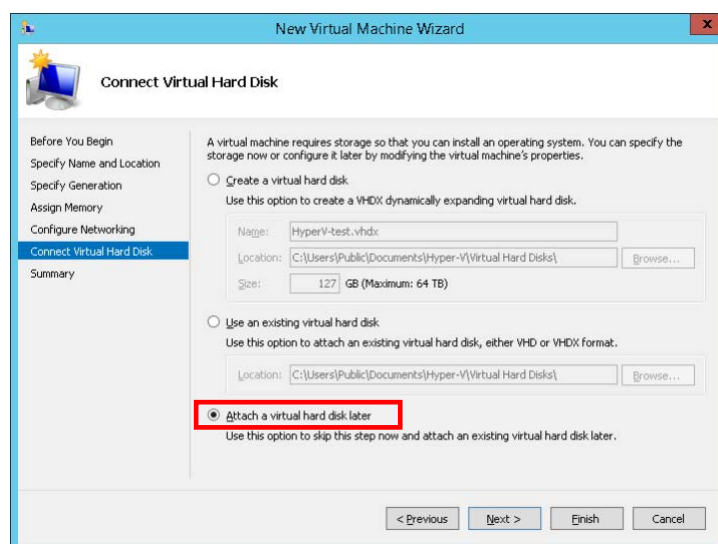 New Virtual Machine Wizard
x
Connect Virtual Hard Disk
Before You Begin
Specify Name and Location
Specify Generation
Assign Memory
Configure Networking
Connect Virtual Hard Disk
Summary
A virtual machine requires storage so that you can install an operating system. You can specify the
storage now or configure it later by modifying the virtual machine's properties.
Create a virtual hard disk
Use this option to create a VHDX dynamically expanding virtual hard disk.
Name: HyperV-test.vhdx
Location: C:\Users\Public\Documents\Hyper-V\Virtual Hard Disks\ Browse...
Size: 127 GB (Maximum: 64 TB)
Use an existing virtual hard disk
Use this option to attach an existing virtual hard disk, either VHD or VHDX format.
Location: C:\Users\Public\Documents\Hyper-V\Virtual Hard Disks\ Browse...
Attach a virtual hard disk later
Use this option to skip this step now and attach an existing virtual hard disk later.
< Previous Next > Finish Cancel